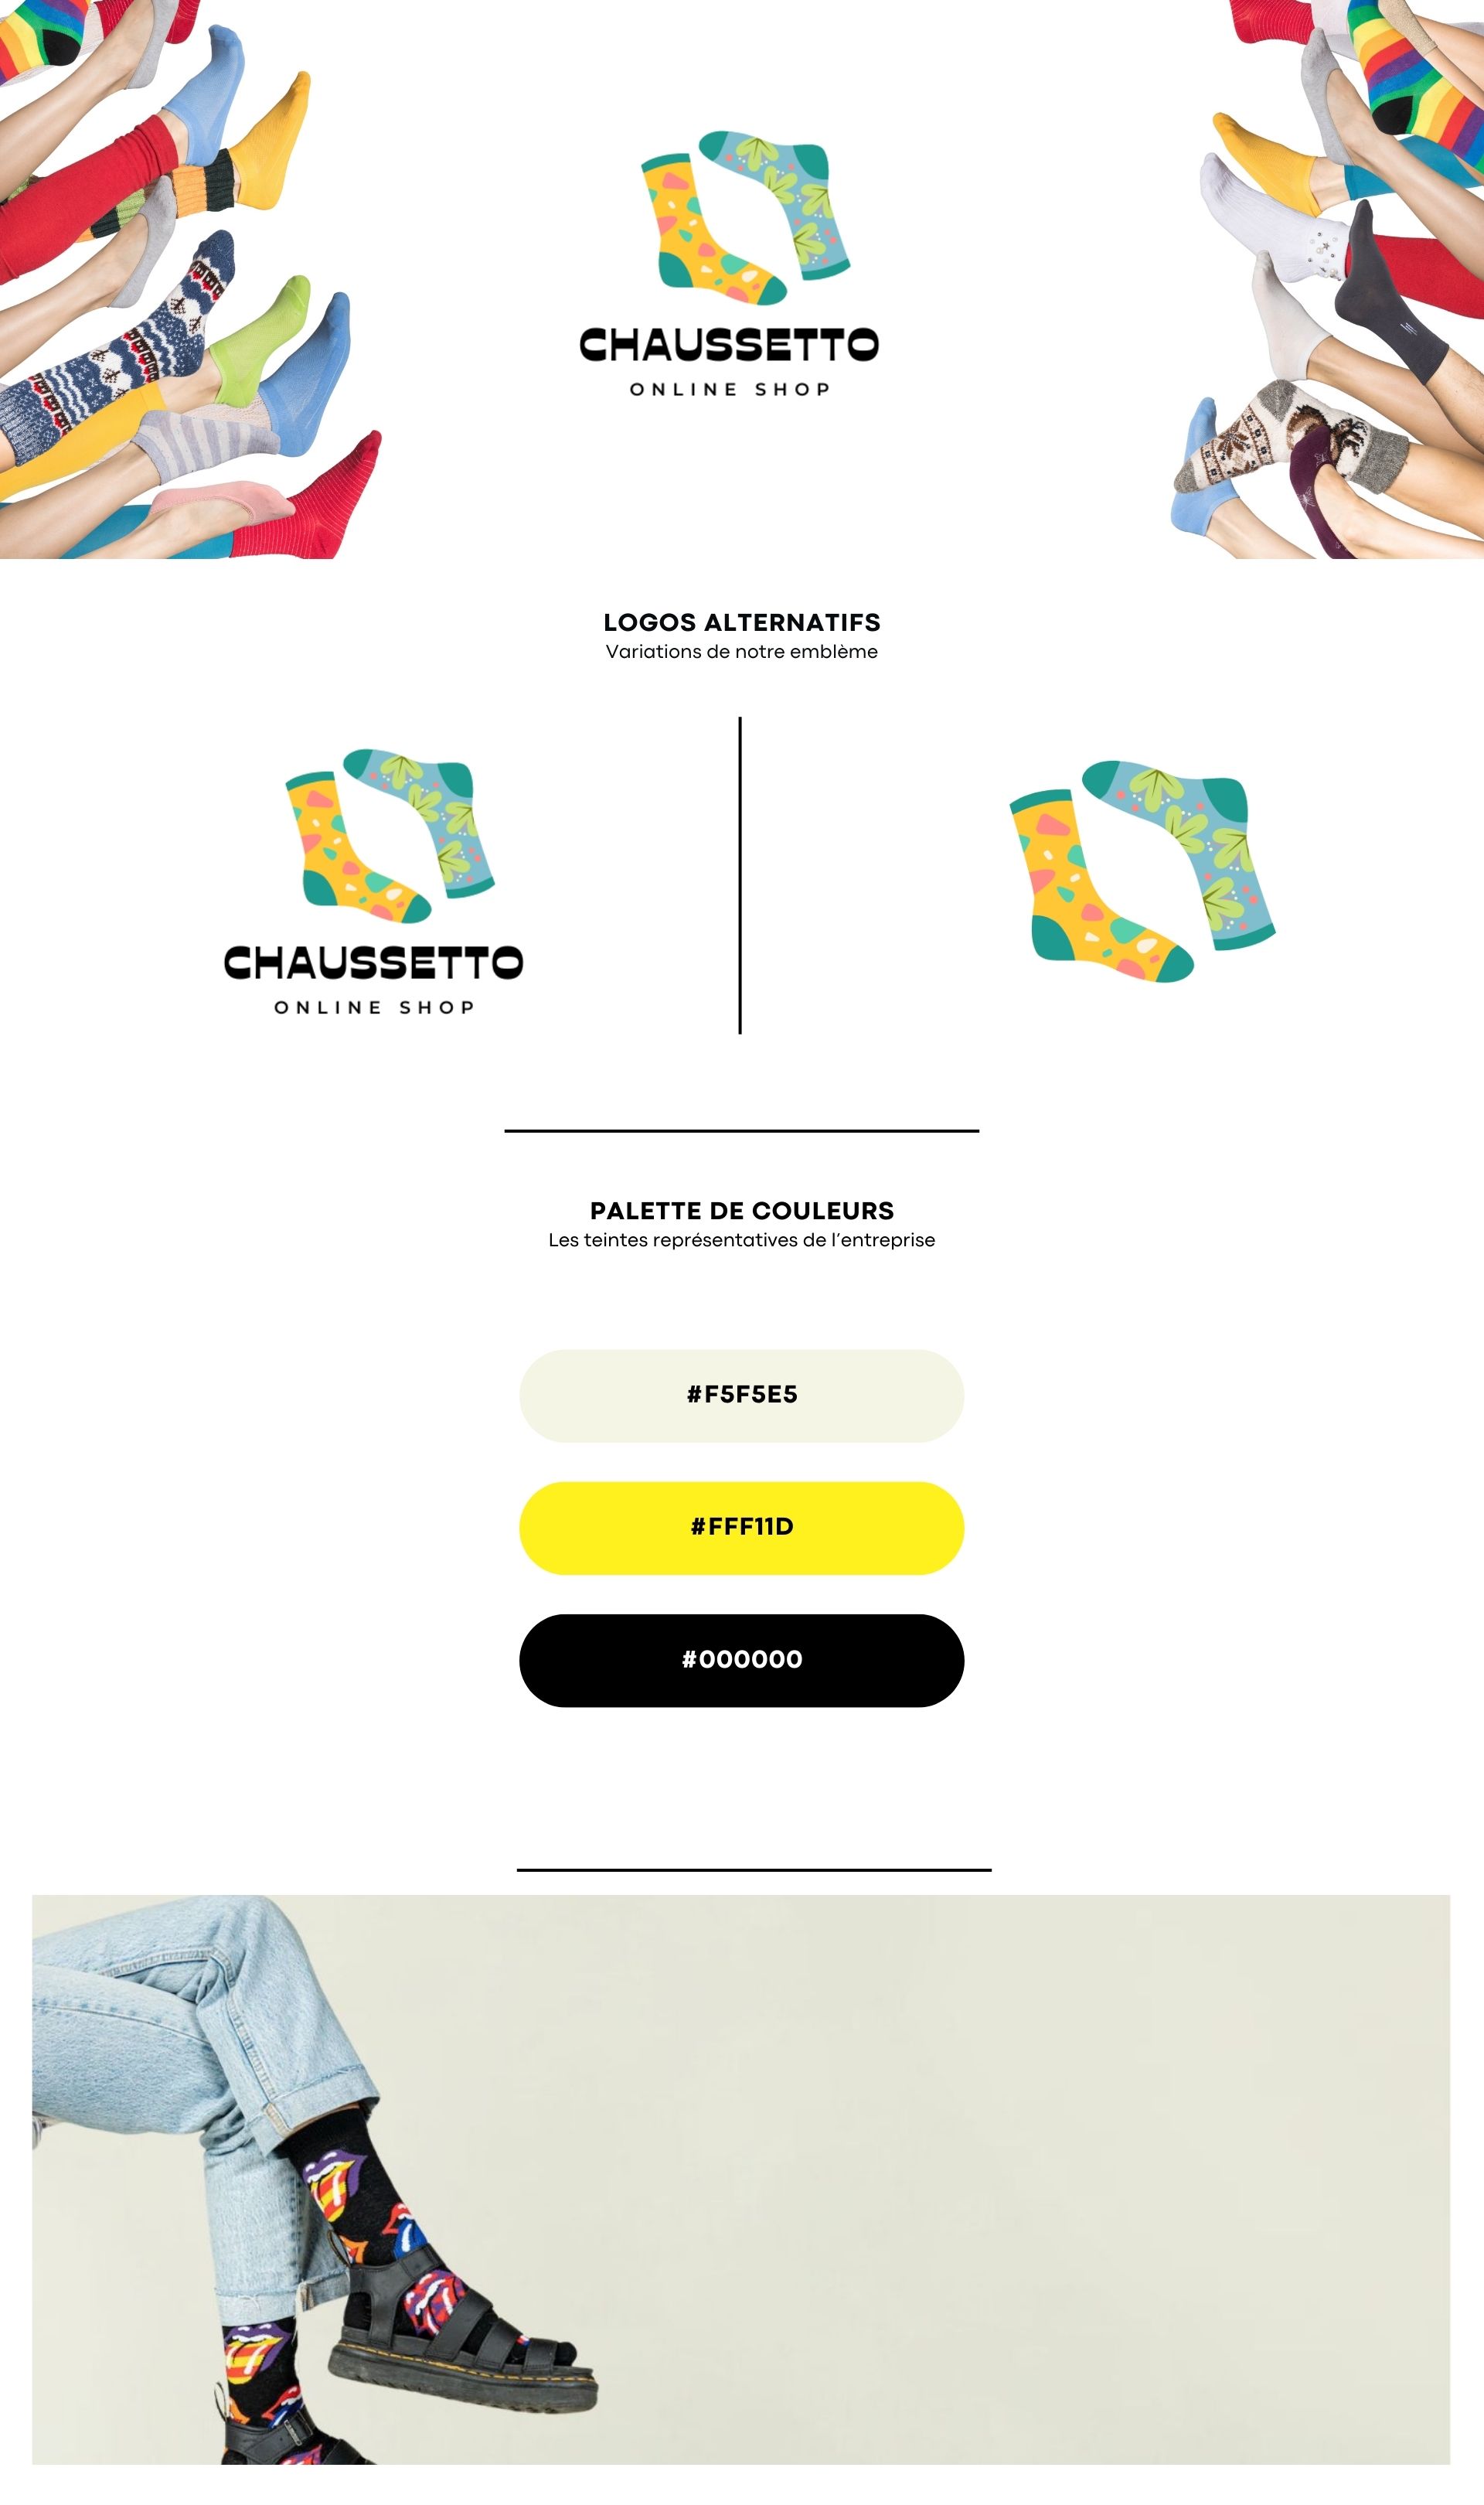 CHAUSSETTO
ONLINE SHOP
LOGOS ALTERNATIFS
Variations de notre emblème
CHAUSSETTO
ONLINE SHOP
PALETTE DE COULEURS
Les teintes représentatives de l'entreprise
#F5F5E5
#FFF11D
#000000